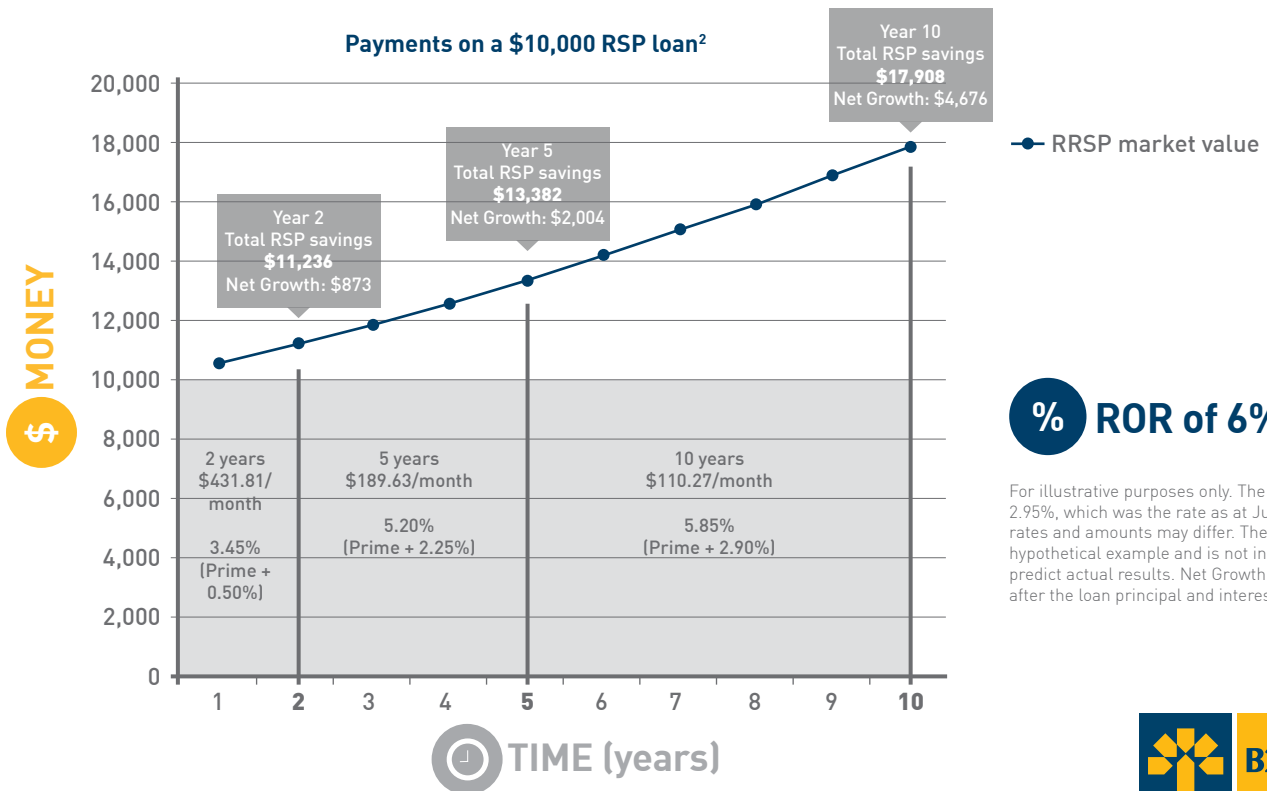 Payments on a $10,000 RSP loan2
Year 10
Total RSP savings
$17,908
Net Growth: $4,676
Year 5
Total RSP savings
$13,382
Net Growth: $2,004
Year 2
Total RSP savings
$11,236
Net Growth: $873
RRSP market value
$ MONEY
20,000
18,000
16,000
14,000
12,000
10,000
8,000
6,000
4,000
2,000
0
2 years
$431.81/
month
3.45%
(Prime +
0.50%)
5 years
$189.63/month
5.20%
(Prime + 2.25%)
10 years
$110.27/month
5.85%
(Prime + 2.90%)
1 2 3 4 5 6 7 8 9 10
TIME (years)
% ROR of 6%
For illustrative purposes only. The
2.95%, which was the rate as at
rates and amounts may differ. The
hypothetical example and is not
predict actual results. Net Growth
after the loan principal and